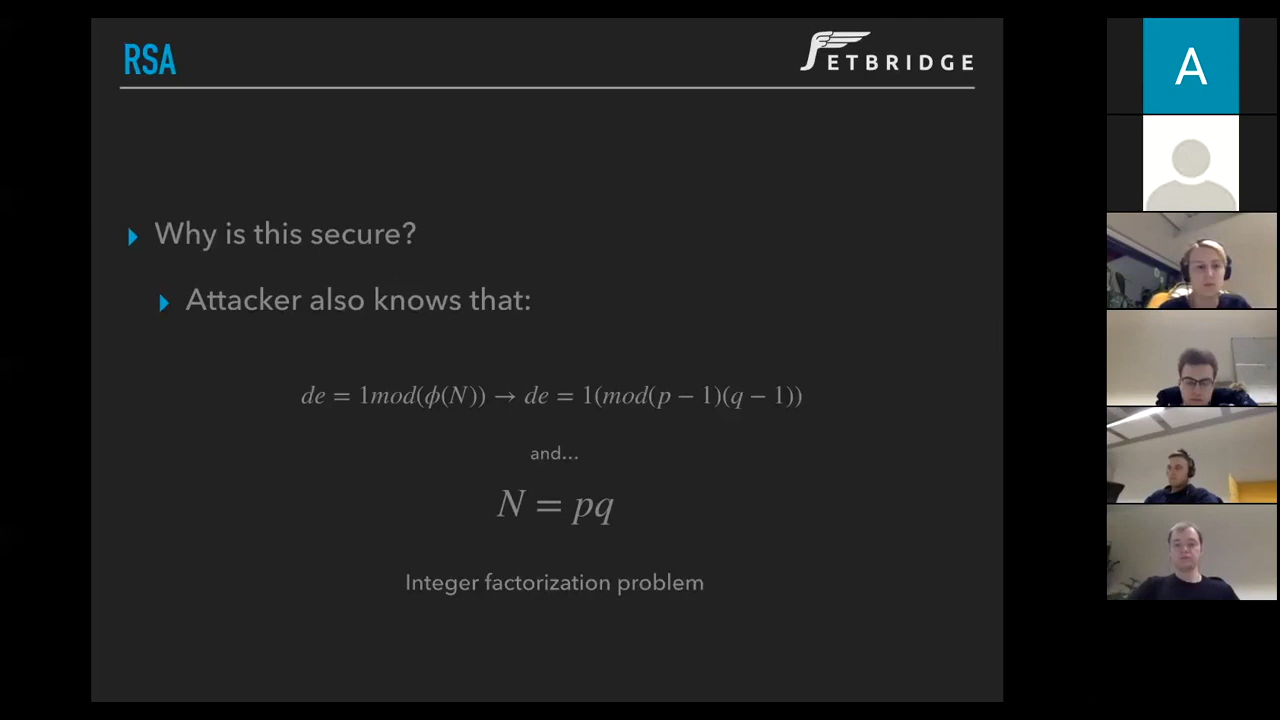 RSA
JETBRIDGE
Why is this secure?
Attacker also knows that:
de = 1mod(ϕ(N)) → de = 1(mod(p − 1)(q − 1))
and...
N = pq
Integer factorization problem
A